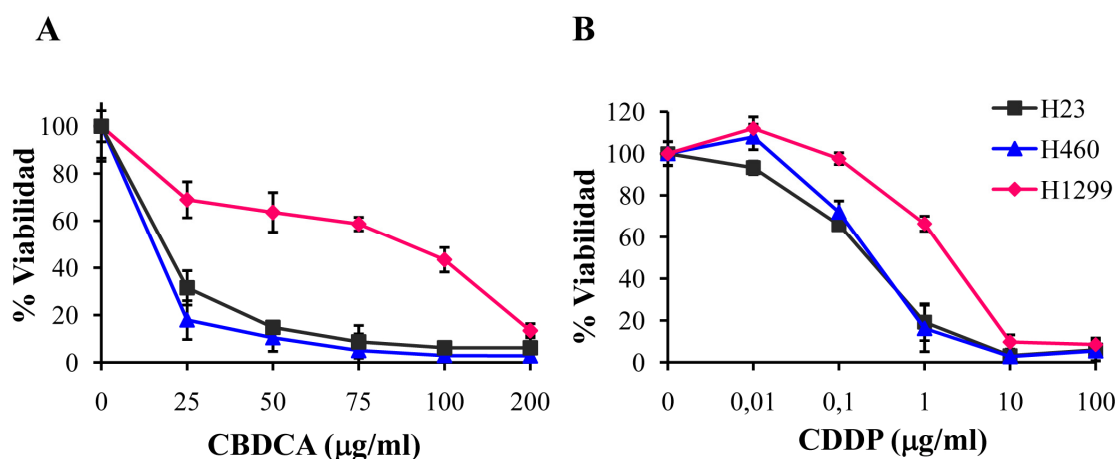 A
% Viabilidad
100
80
60
40
20
0
0 25 50 75 100 200
CBDCA (µg/ml)
B
% Viabilidad
120
100
80
60
40
20
0
0 0,01 0,1 1 10 100
CDDP (µg/ml)
H23
H460
H1299